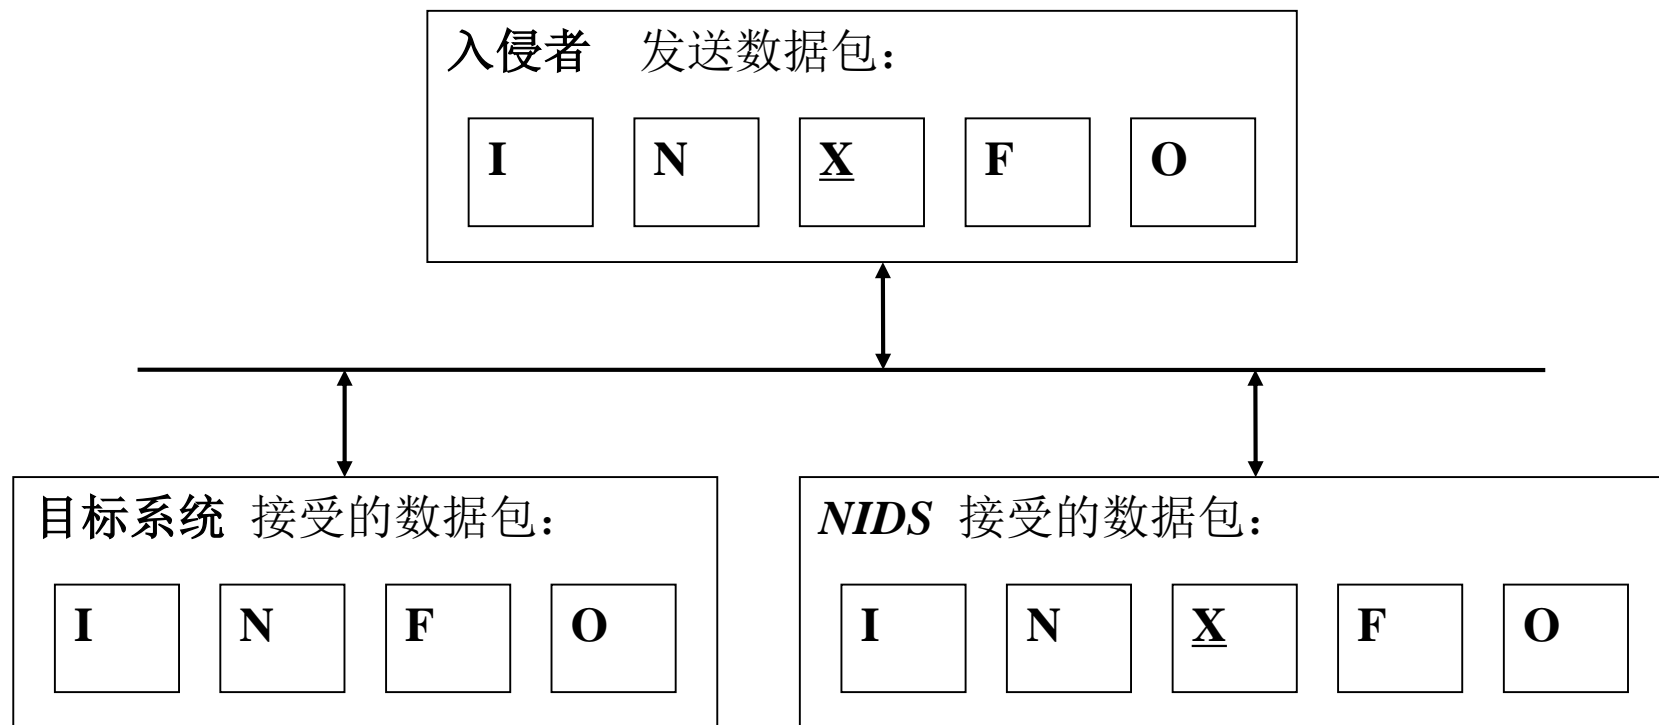 入侵者 发送数据包：
I N X F O
目标系统 接受的数据包：
I N F O
NIDS 接受的数据包：
I N X F O